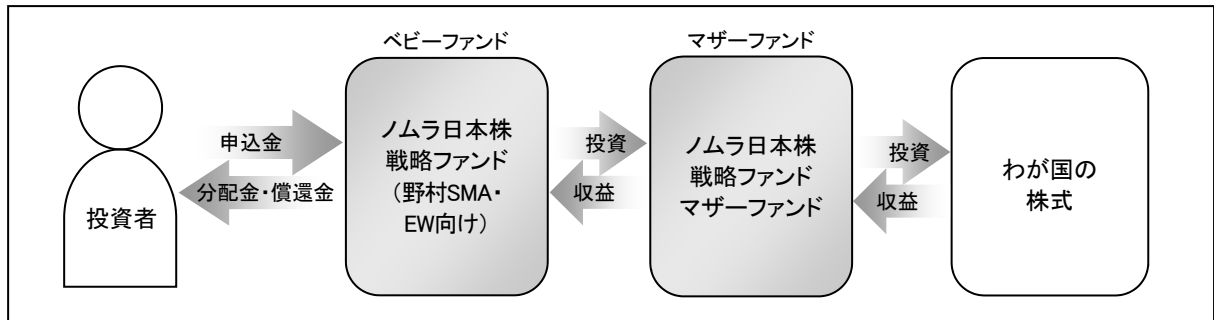 ベビーファンド
マザーファンド
投資者
申込金
分配金・償還金
ノムラ日本株
戦略ファンド
（野村SMA・
EW向け）
投資
収益
ノムラ日本株
戦略ファンド
マザーファンド
投資
収益
わが国の
株式